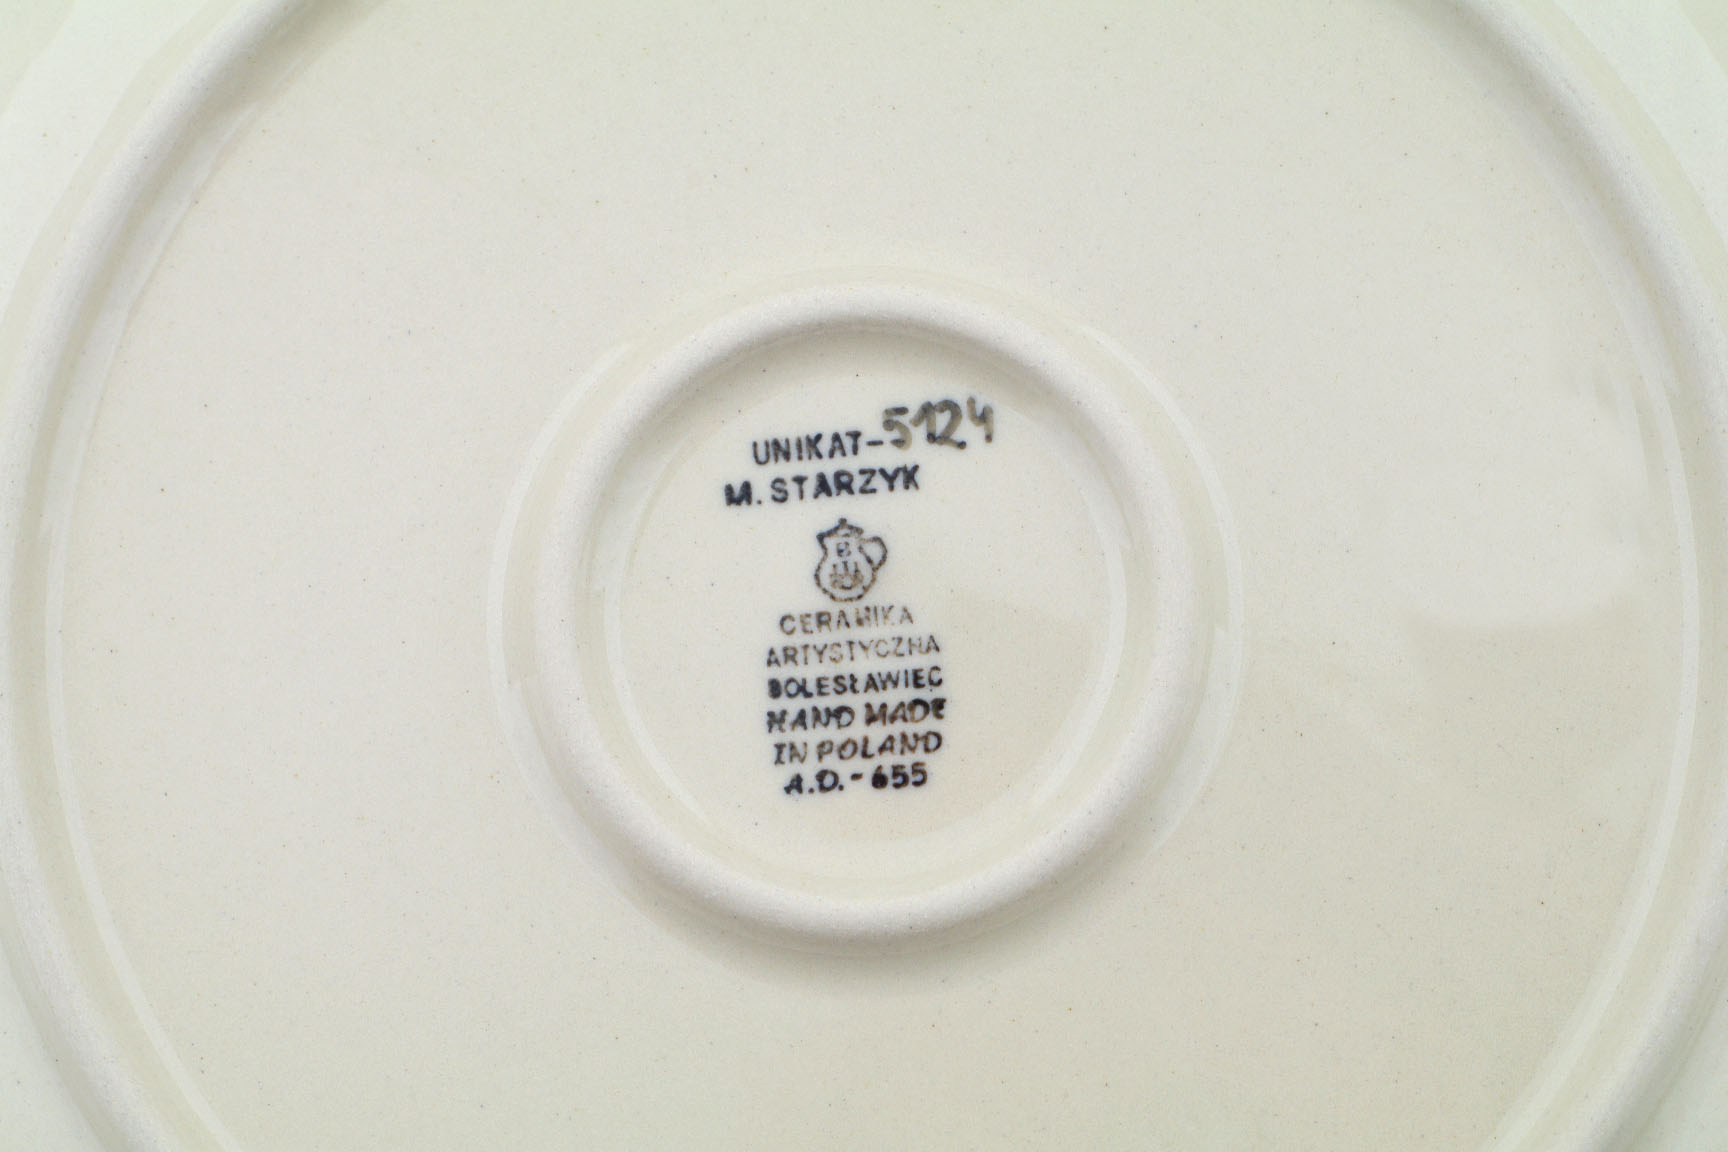 UNIKAT-5124
M. STARZYK
B
CERAMIKA
ARTYSTYCZNA
BOLESŁAWIEC
HAND MADE
IN POLAND
A.D.-655